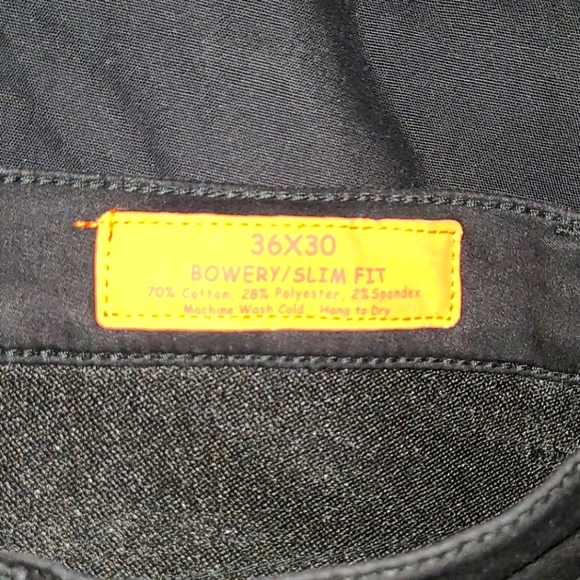 36X30
BOWERY/SLIM FIT
70% Cotton, 28% Polyester, 2% Spandex
Machine Wash Cold Hang to Dry